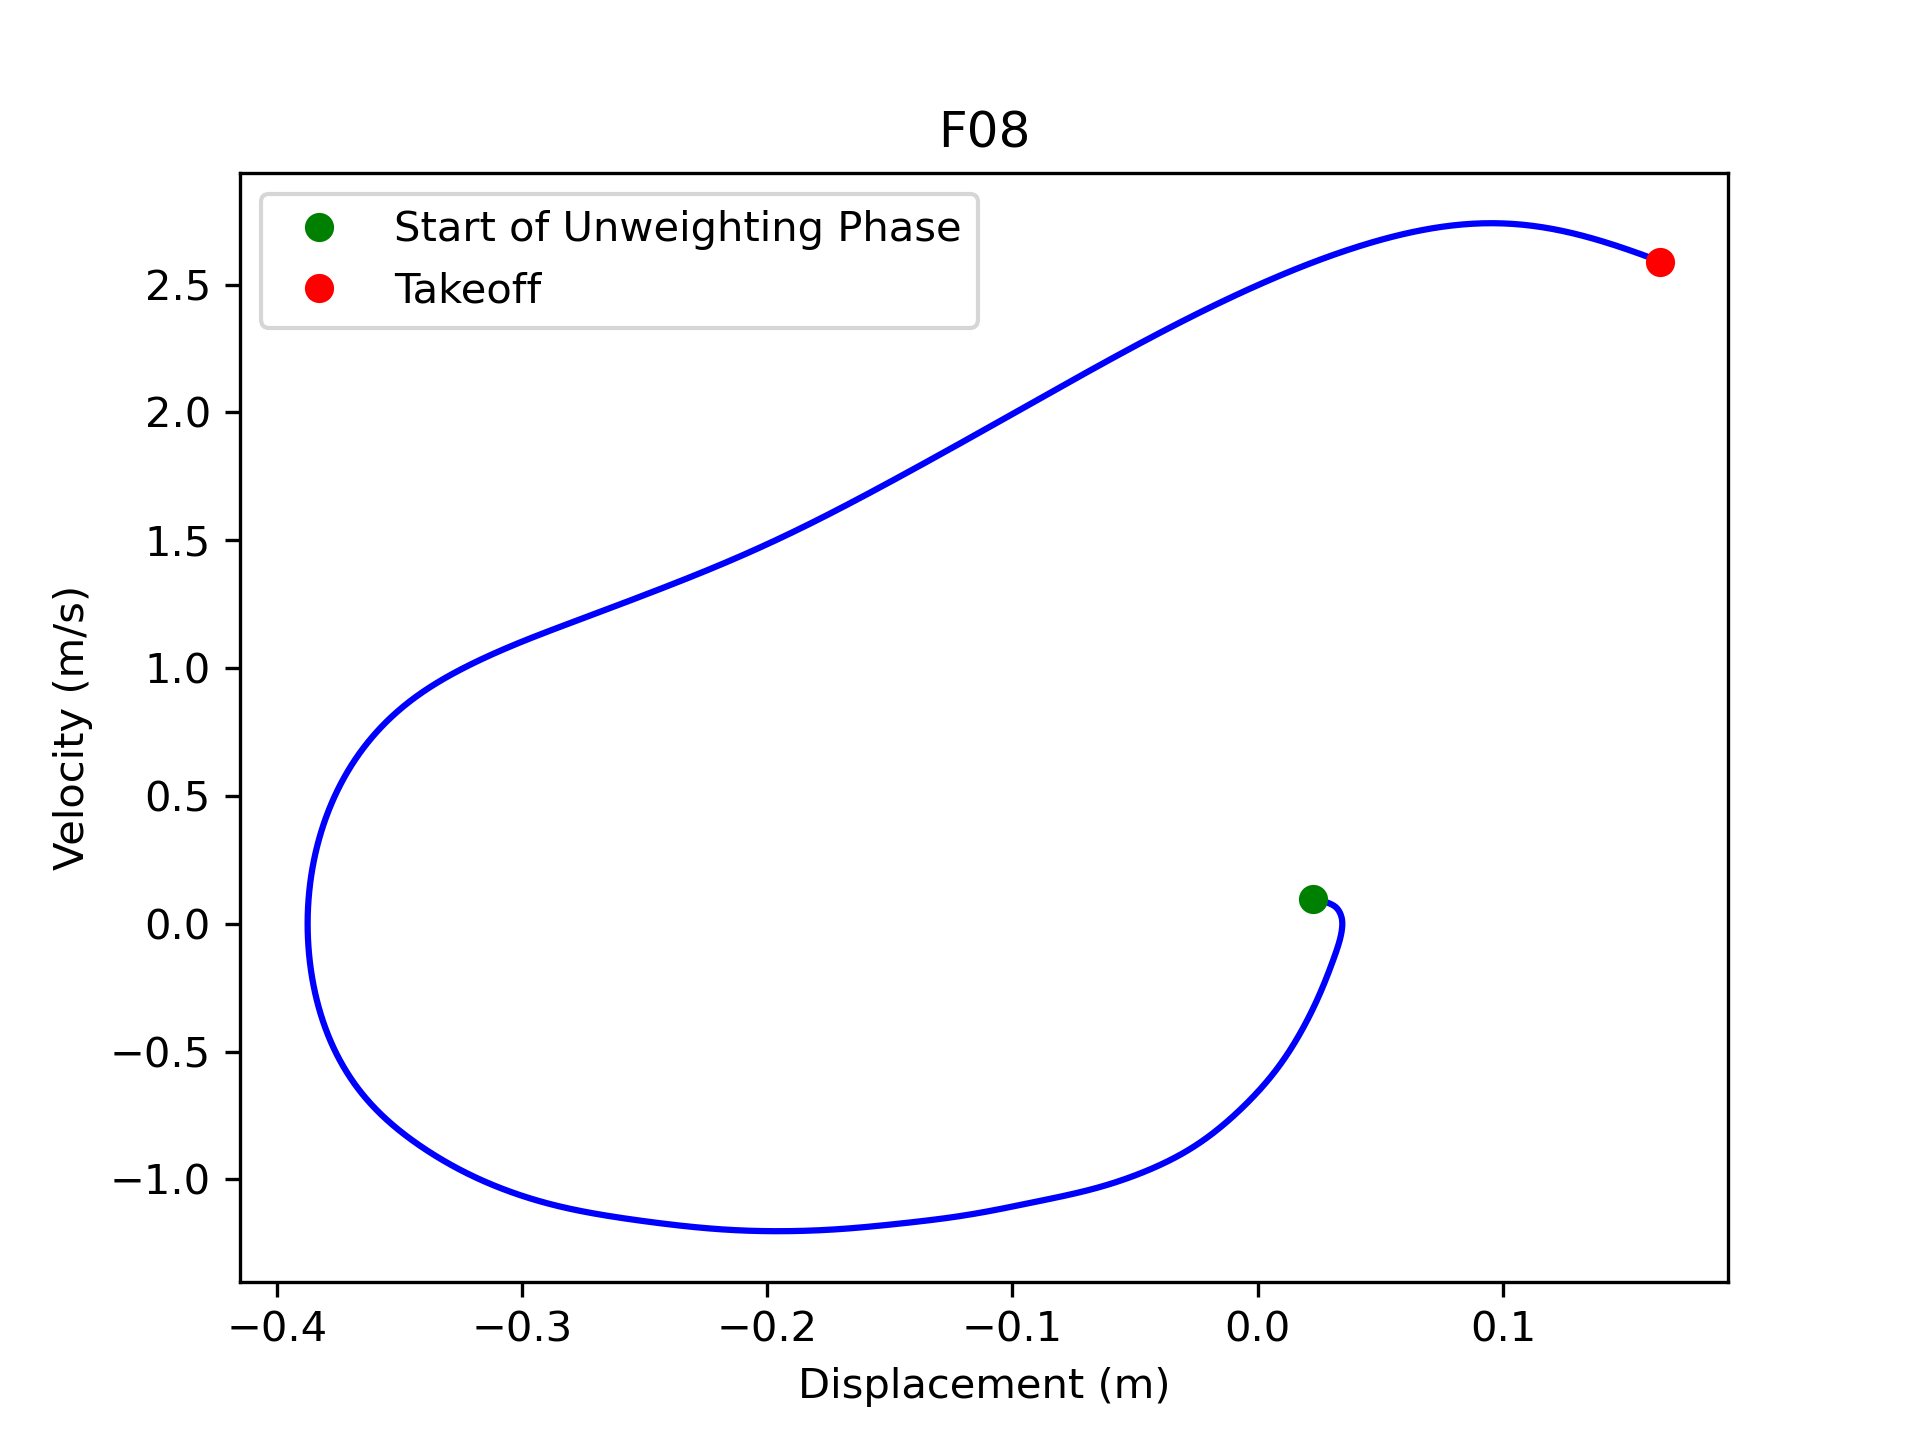 F08
Start of Unweighting Phase
Takeoff
2.5
2.0
1.5
1.0
0.5
0.0
−0.5
−1.0
Velocity (m/s)
−0.4 −0.3 −0.2 −0.1 0.0 0.1
Displacement (m)